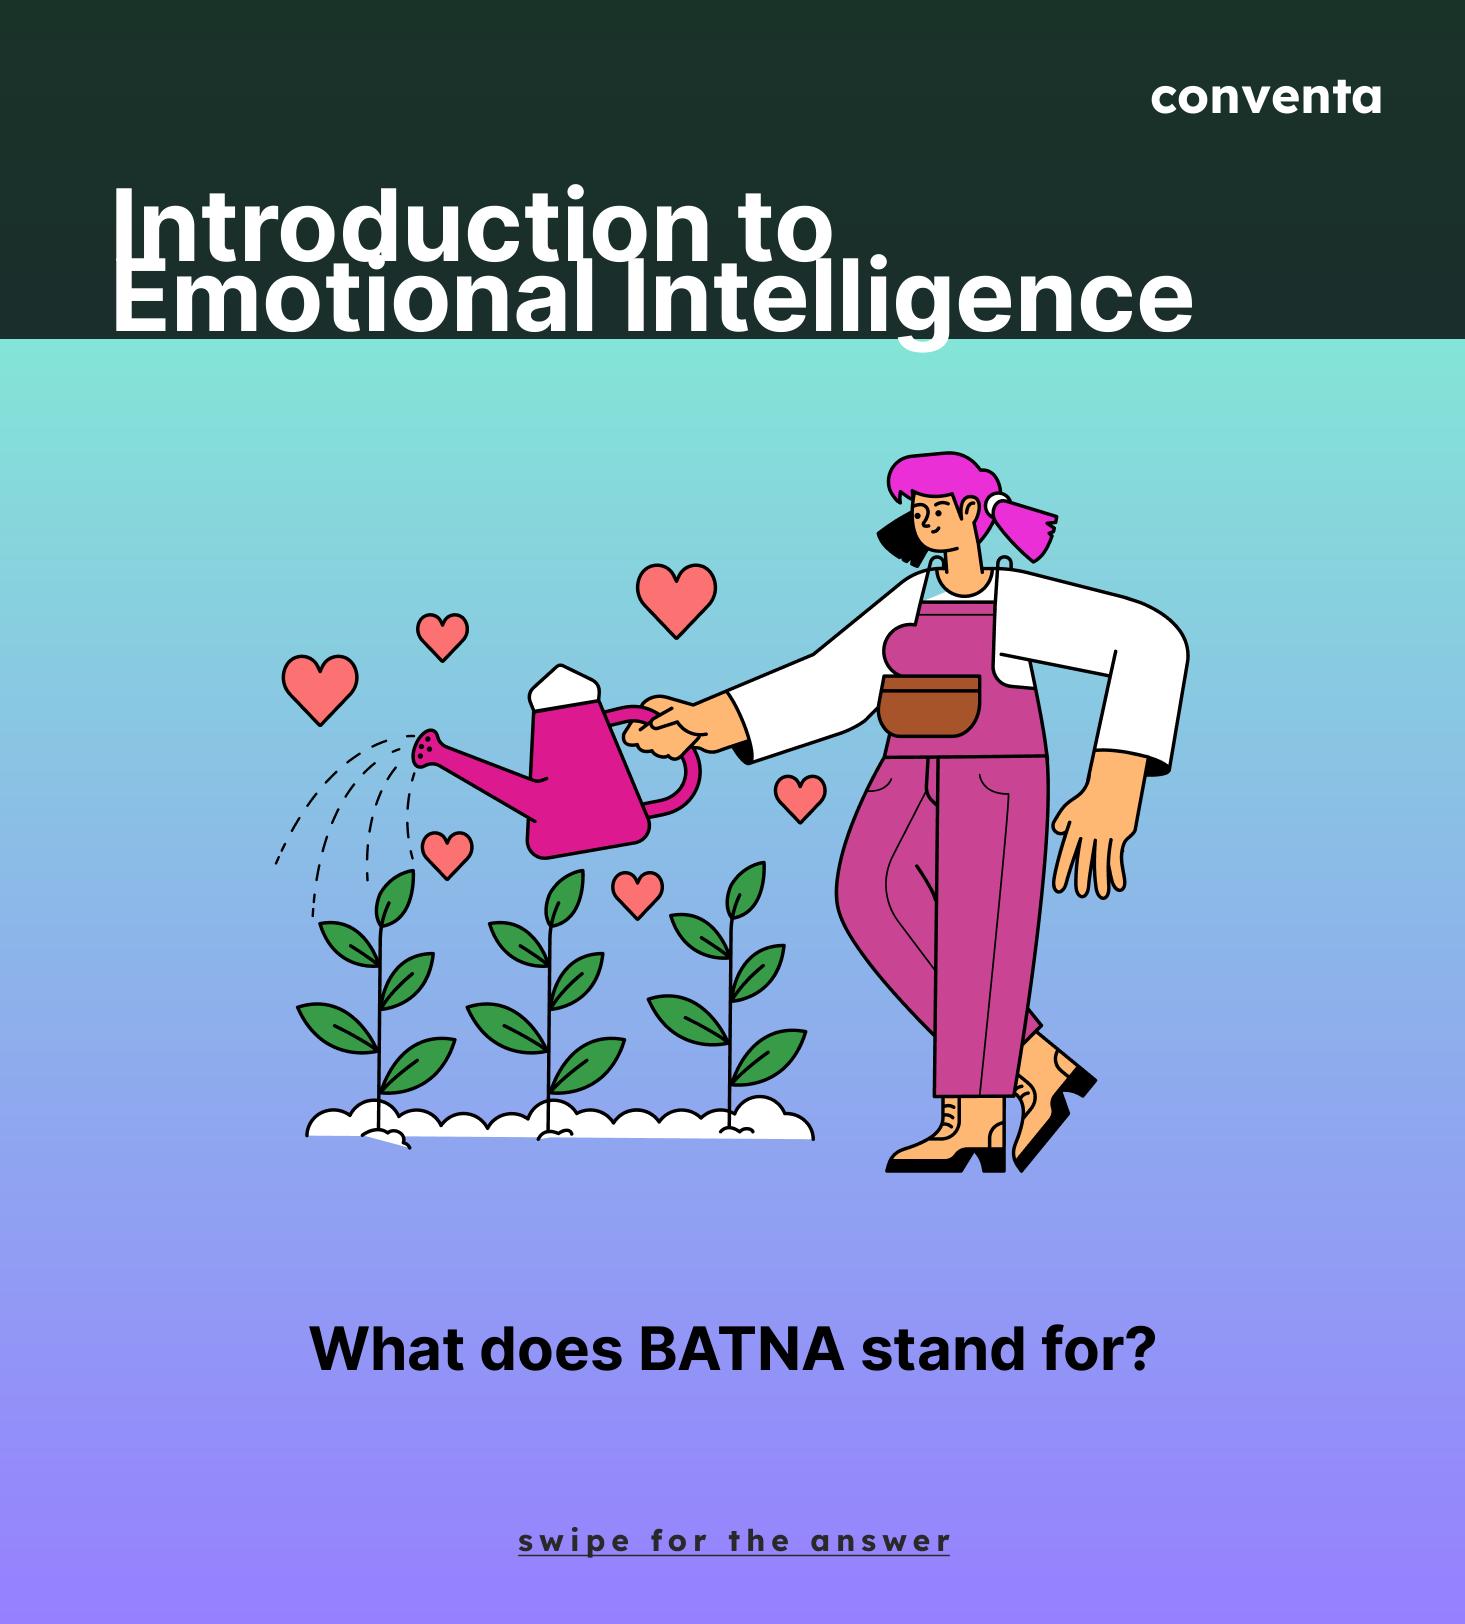 conventa
Introduction to
Emotional Intelligence
What does BATNA stand for?
swipe for the answer